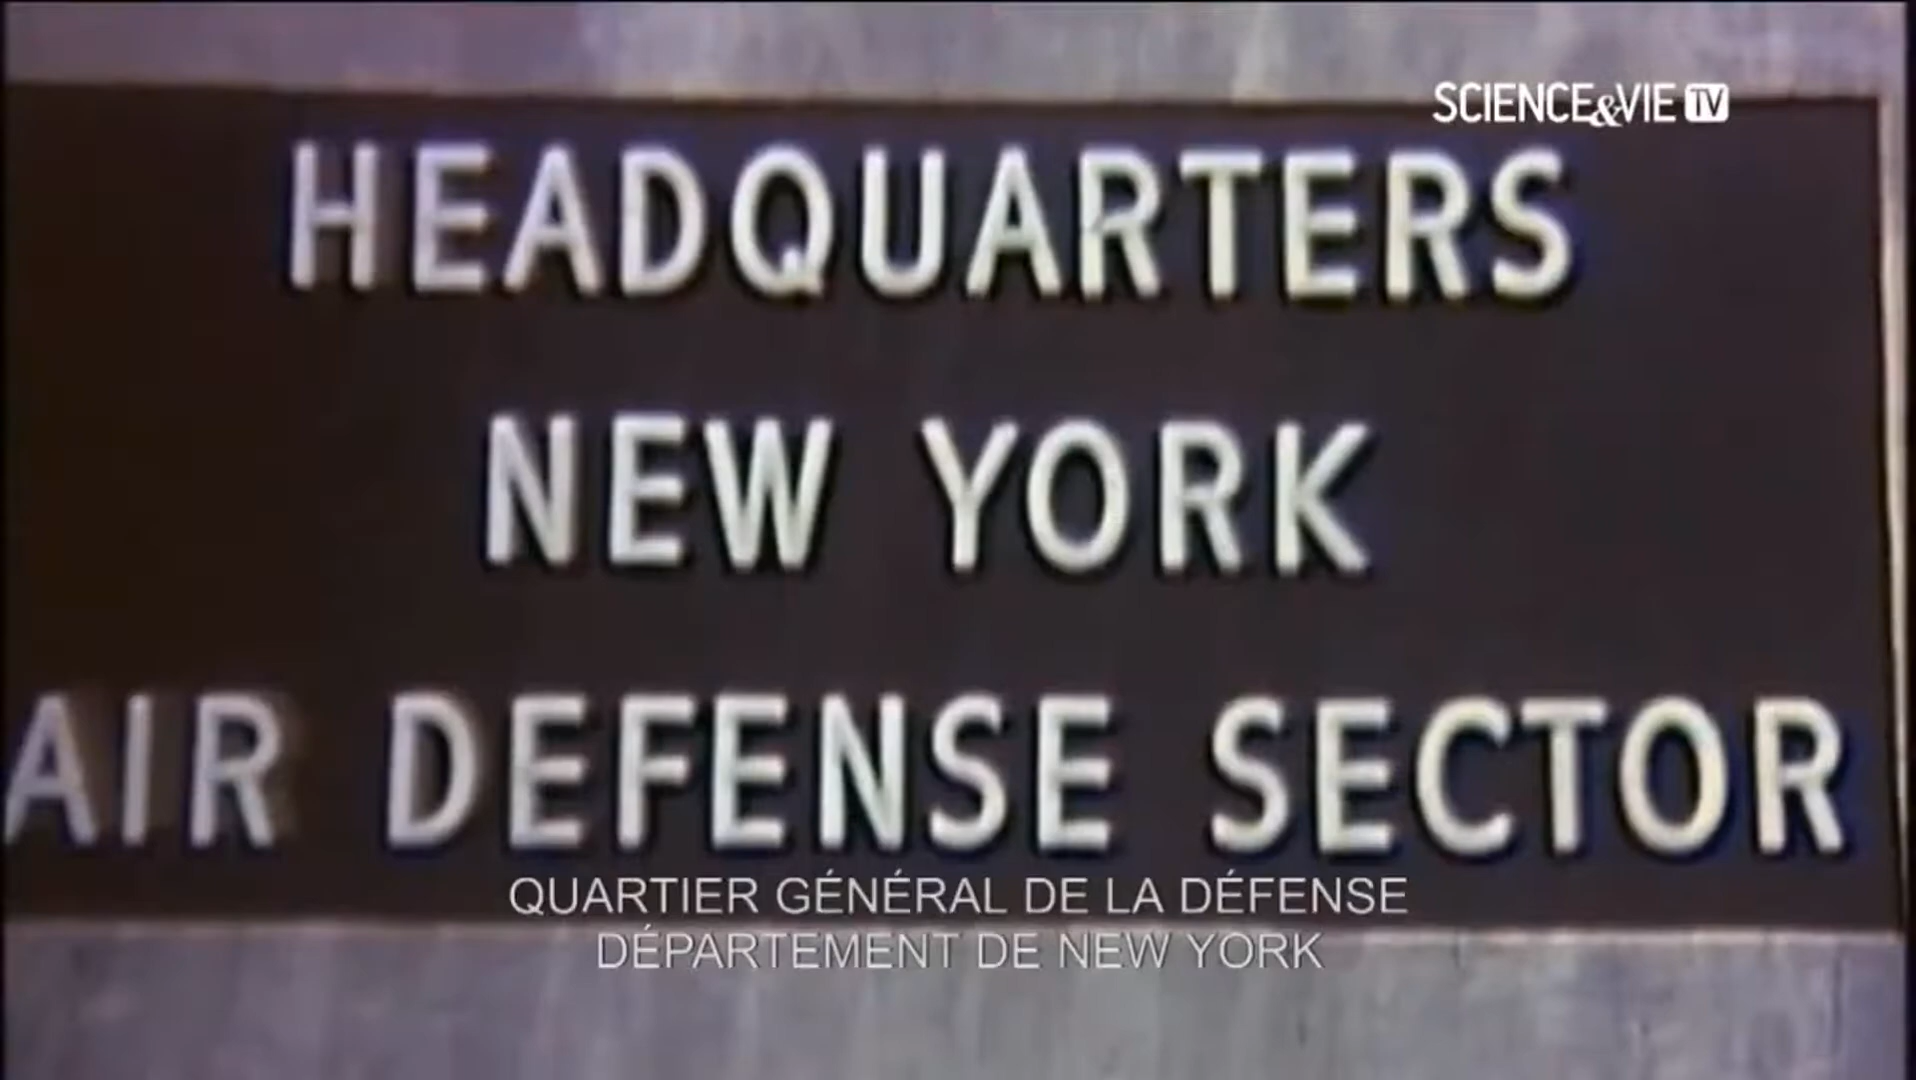 SCIENCE&VIE TV
HEADQUARTERS
NEW YORK
AIR DEFENSE SECTOR
QUARTIER GÉNÉRAL DE LA DÉFENSE
DÉPARTEMENT DE NEW YORK